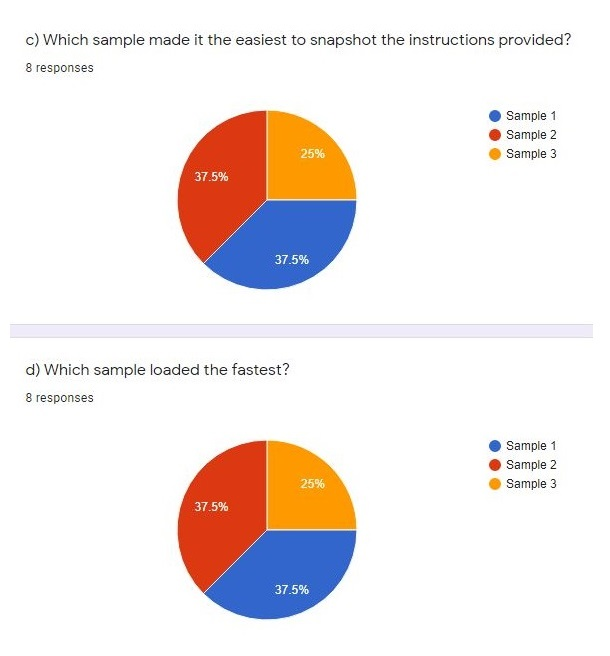 c) Which sample made it the easiest to snapshot the instructions provided?
8 responses
Sample 1
Sample 2
Sample 3
25%
37.5%
37.5%
d) Which sample loaded the fastest?
8 responses
Sample 1
Sample 2
Sample 3
25%
37.5%
37.5%